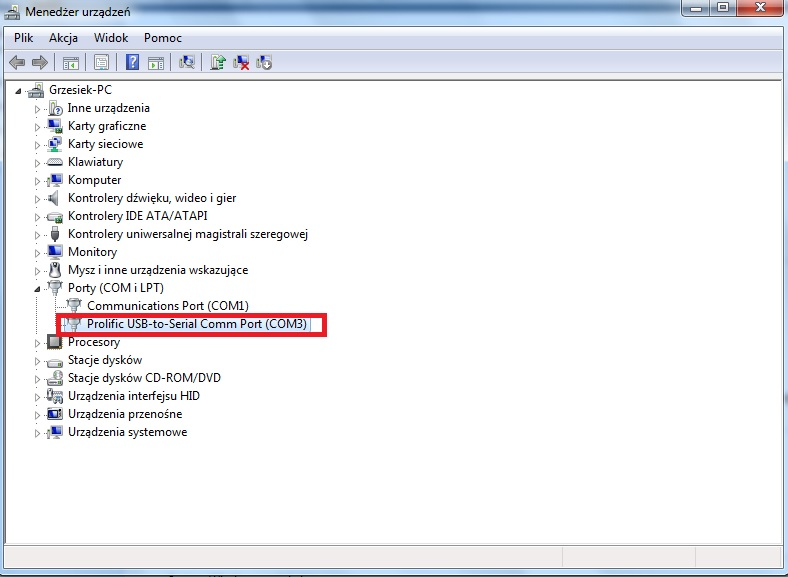 Menedżer urządzeń
Plik Akcja Widok Pomoc
Grzesiek-PC
Inne urządzenia
Karty graficzne
Karty sieciowe
Klawiatury
Komputer
Kontrolery dźwięku, wideo i gier
Kontrolery IDE ATA/ATAPI
Kontrolery uniwersalnej magistrali szeregowej
Monitory
Mysz i inne urządzenia wskazujące
Porty (COM i LPT)
Communications Port (COM1)
Prolific USB-to-Serial Comm Port (COM3)
Procesory
Stacje dysków
Stacje dysków CD-ROM/DVD
Urządzenia interfejsu HID
Urządzenia przenośne
Urządzenia systemowe